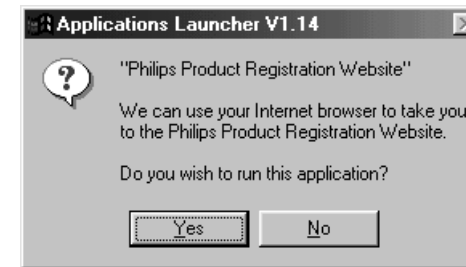 Applications Launcher V1.14
?
"Philips Product Registration Website"
We can use your Internet browser to take you
to the Philips Product Registration Website.
Do you wish to run this application?
Yes
No